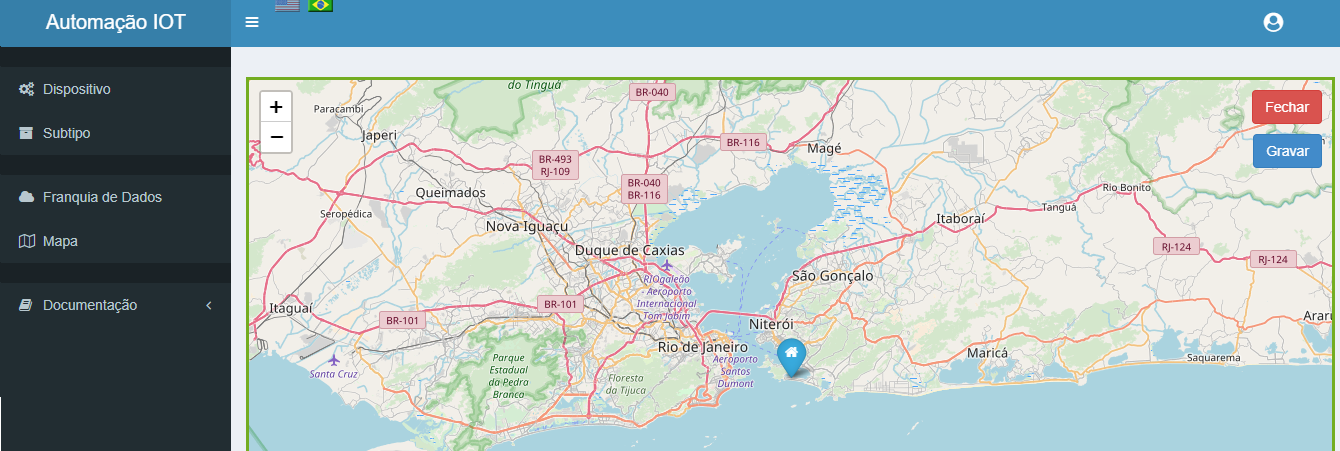 Automação IOT
Dispositivo
Subtipo
Franquia de Dados
Mapa
Documentação
+
−
Fechar
Gravar
do Tinguá
BR-040
Paracambi
Japeri
BR-116
Magé
BR-493
RJ-109
BR-040
BR-116
Queimados
Seropédica
Nova Iguaçu
Duque de Caxias
Rio Bonito
Tanguá
Itaboraí
RJ-124
RJ-124
RIOgaleão
- Aeroporto
Internacional
Tom Jobim
São Gonçalo
Itaguaí
BR-101
BR-101
Niterói
Araru
Rio de Janeiro
Aeroporto
Santos
Dumont
Maricá
Saquarema
Santa Cruz
Parque
Estadual
da Pedra
Branca
Floresta
da Tijuca